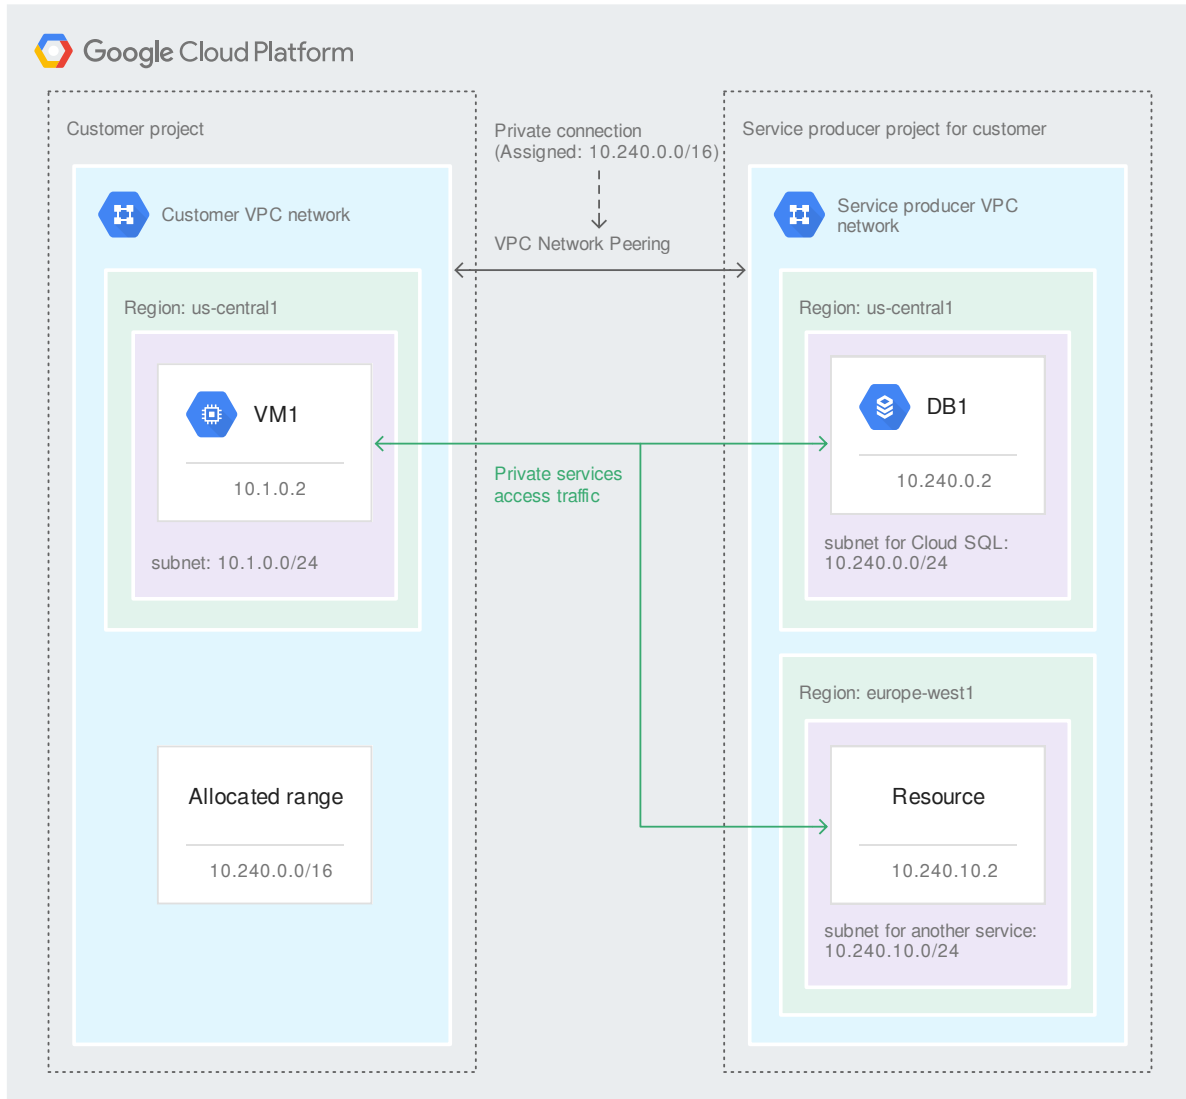 Google Cloud Platform
Customer project
Private connection
(Assigned: 10.240.0.0/16)
VPC Network Peering
Service producer project for customer
Customer VPC network
Region: us-central1
VM1
10.1.0.2
subnet: 10.1.0.0/24
Allocated range
10.240.0.0/16
Private services
access traffic
Service producer VPC
network
Region: us-central1
DB1
10.240.0.2
subnet for Cloud SQL:
10.240.0.0/24
Region: europe-west1
Resource
10.240.10.2
subnet for another service:
10.240.10.0/24